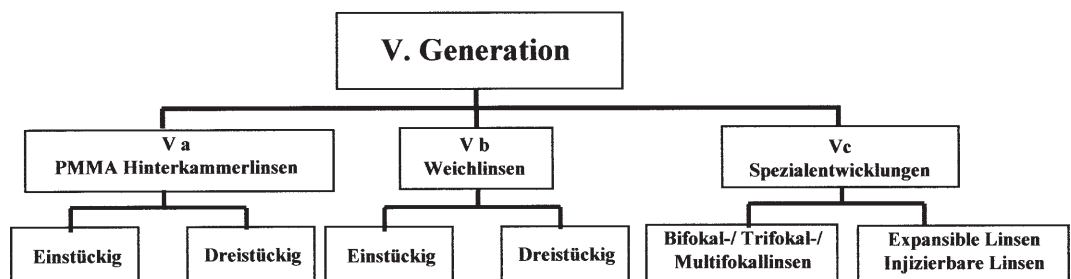 V. Generation
V a
PMMA Hinterkammerlinsen
V b
Weichlinsen
Vc
Spezialentwicklungen
Einstückig
Dreistückig
Einstückig
Dreistückig
Bifokal-/ Trifokal-/
Multifokallinsen
Expansible Linsen
Injizierbare Linsen